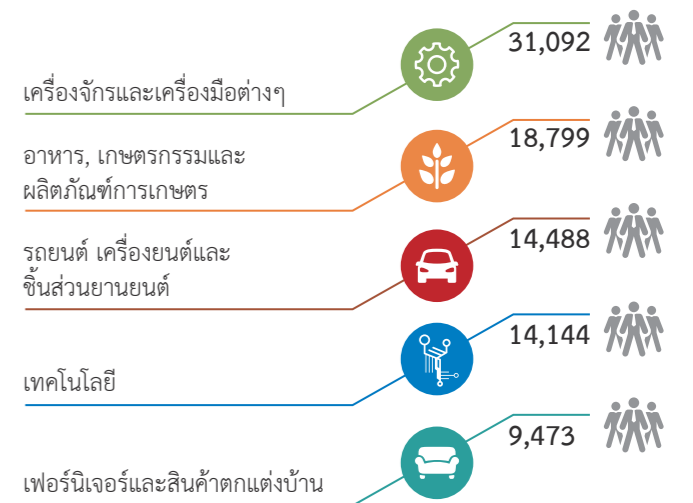 31,092
เครื่องจักรและเครื่องมือต่างๆ
18,799
อาหาร, เกษตรกรรมและ
ผลิตภัณฑ์การเกษตร
14,488
รถยนต์ เครื่องยนต์และ
ชิ้นส่วนยานยนต์
14,144
เทคโนโลยี
9,473
เฟอร์นิเจอร์และสินค้าตกแต่งบ้าน